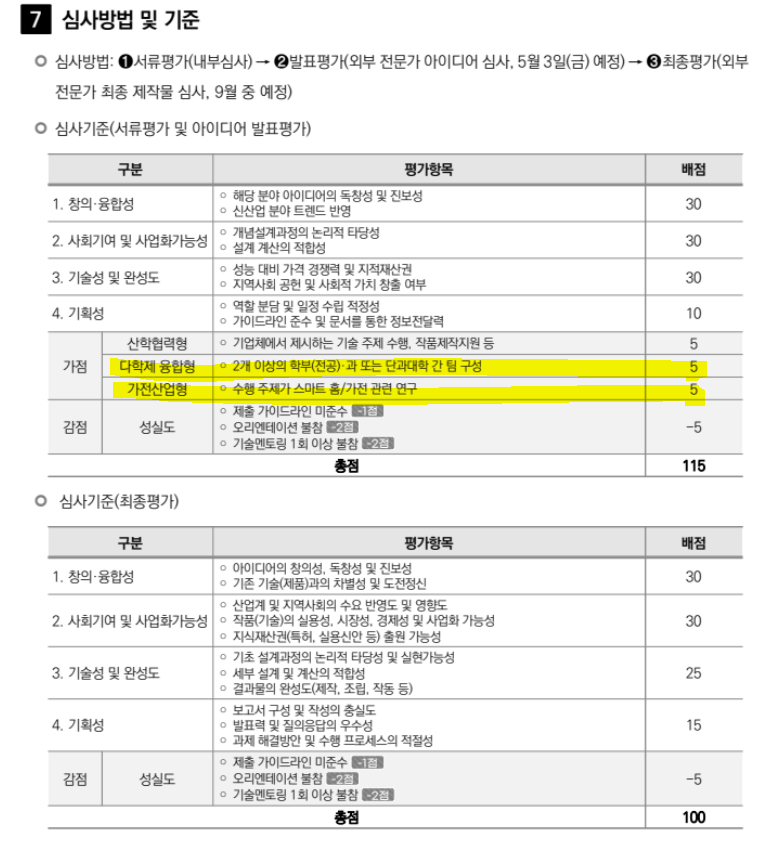 7 심사방법 및 기준
○ 심사방법: ❶서류평가(내부심사) → ❷발표평가(외부 전문가 아이디어 심사, 5월 3일(금) 예정) → ❸최종평가(외부
전문가 최종 제작물 심사, 9월 중 예정)
○ 심사기준(서류평가 및 아이디어 발표평가)
구분 평가항목 배점
1. 창의·융합성
○ 해당 분야 아이디어의 독창성 및 진보성
○ 신산업 분야 트렌드 반영
30
2. 사회기여 및 사업화가능성
○ 개념설계과정의 논리적 타당성
○ 설계 계산의 적합성
30
3. 기술성 및 완성도
○ 성능 대비 가격 경쟁력 및 지적재산권
○ 지역사회 공헌 및 사회적 가치 창출 여부
30
4. 기획성
○ 역할 분담 및 일정 수립 적정성
○ 가이드라인 준수 및 문서를 통한 정보전달력
10
가점
산학협력형 ○ 기업체에서 제시하는 기술 주제 수행, 작품제작지원 등 5
다학제 융합형 ○ 2개 이상의 학부(전공)·과 또는 단과대학 간 팀 구성 5
가전산업형 ○ 수행 주제가 스마트 홈/가전 관련 연구 5
감점 성실도
○ 제출 가이드라인 미준수 -1점
○ 오리엔테이션 불참 -2점
○ 기술멘토링 1회 이상 불참 -2점
-5
총점 115
○ 심사기준(최종평가)
구분 평가항목 배점
1. 창의·융합성
○ 아이디어의 창의성, 독창성 및 진보성
○ 기존 기술(제품)과의 차별성 및 도전정신
30
2. 사회기여 및 사업화가능성
○ 산업계 및 지역사회의 수요 반영도 및 영향도
○ 작품(기술)의 실용성, 시장성, 경제성 및 사업화 가능성
○ 지식재산권(특허, 실용신안 등) 출원 가능성
30
3. 기술성 및 완성도
○ 기초 설계과정의 논리적 타당성 및 실현가능성
○ 세부 설계 및 계산의 적합성
○ 결과물의 완성도(제작, 조립, 작동 등)
25
4. 기획성
○ 보고서 구성 및 작성의 충실도
○ 발표력 및 질의응답의 우수성
○ 과제 해결방안 및 수행 프로세스의 적절성
15
감점 성실도
○ 제출 가이드라인 미준수 -1점
○ 오리엔테이션 불참 -2점
○ 기술멘토링 1회 이상 불참 -2점
-5
총점 100